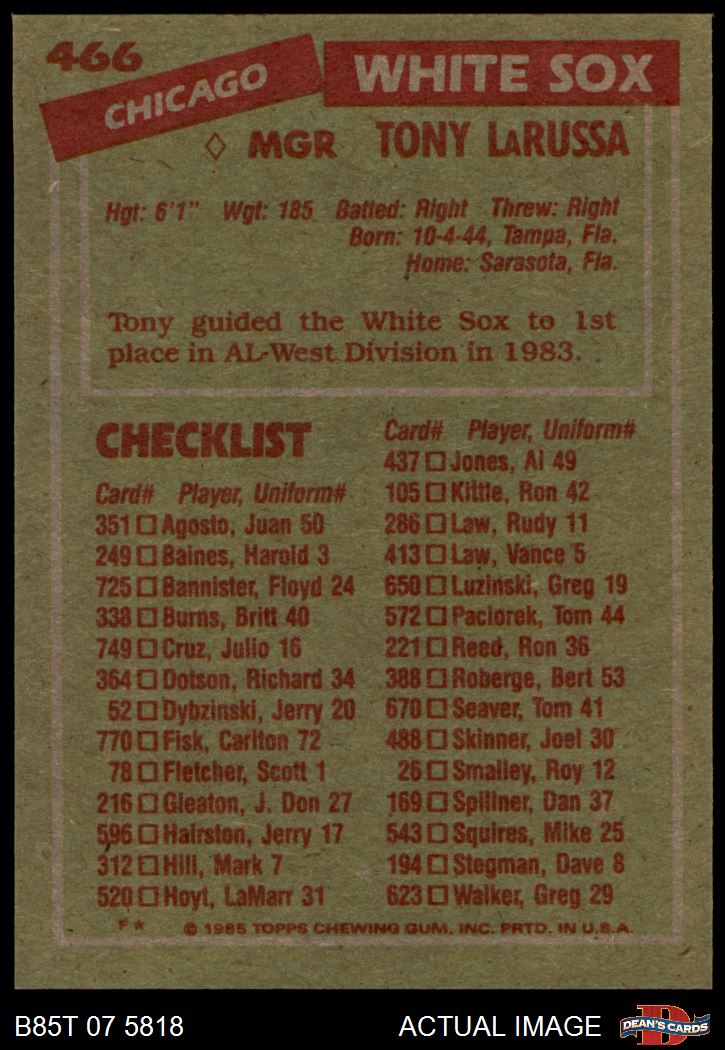 466
CHICAGO
WHITE SOX
◇ MGR TONY LaRUSSA
Hgt: 6'1" Wgt: 185 Batted: Right Threw: Right
Born: 10-4-44, Tampa, Fla.
Home: Sarasota, Fla.
Tony guided the White Sox to 1st
place in AL-West Division in 1983.
CHECKLIST
Card# Player, Uniform#
351 □ Agosto, Juan 50
249 □ Baines, Harold 3
725 □ Bannister, Floyd 24
338 □ Burns, Britt 40
749 □ Cruz, Julio 16
364 □ Dotson, Richard 34
52 □ Dybzinski, Jerry 20
770 □ Fisk, Carlton 72
78 □ Fletcher, Scott 1
216 □ Gleaton, J. Don 27
596 □ Hairston, Jerry 17
312 □ Hill, Mark 7
520 □ Hoyt, LaMarr 31
Card# Player, Uniform#
437 □ Jones, Al 49
105 □ Kittle, Ron 42
286 □ Law, Rudy 11
413 □ Law, Vance 5
650 □ Luzinski, Greg 19
572 □ Paciorek, Tom 44
221 □ Reed, Ron 36
388 □ Roberge, Bert 53
670 □ Seaver, Tom 41
488 □ Skinner, Joel 30
26 □ Smalley, Roy 12
169 □ Spillner, Dan 37
543 □ Squires, Mike 25
194 □ Stegman, Dave 8
623 □ Walker, Greg 29
F★ © 1985 TOPPS CHEWING GUM, INC. PRTD. IN U.S.A.
B85T 07 5818
ACTUAL IMAGE
D
DEAN'S CARDS